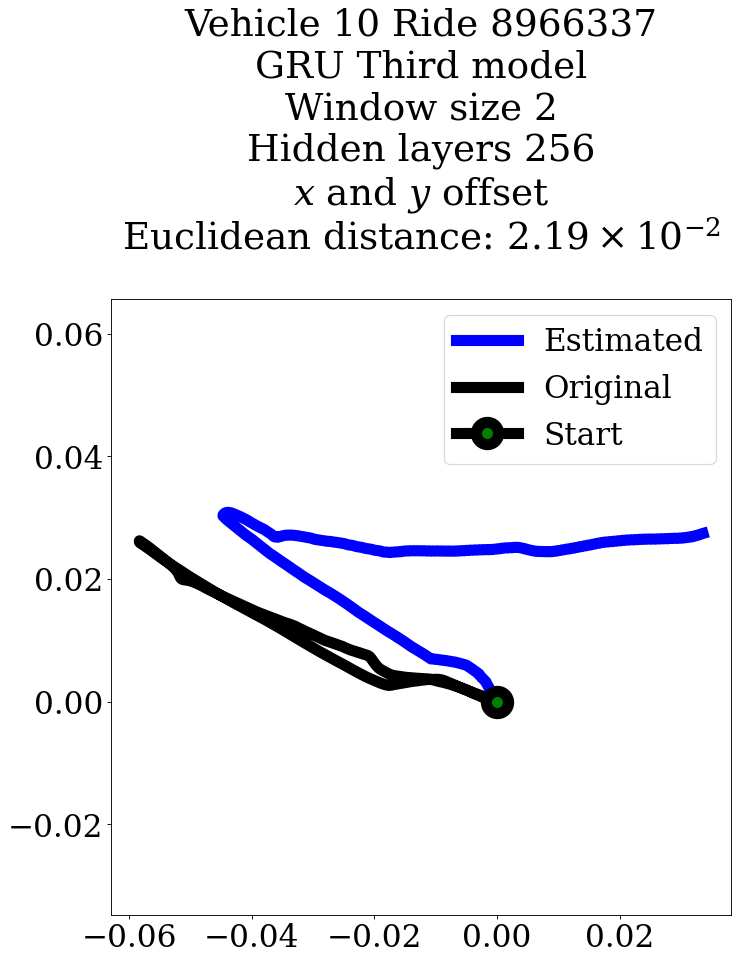 Vehicle 10 Ride 8966337
GRU Third model
Window size 2
Hidden layers 256
x and y offset
Euclidean distance: 2.19 × 10⁻²
Estimated
Original
Start
0.06
0.04
0.02
0.00
−0.02
−0.06 −0.04 −0.02 0.00 0.02